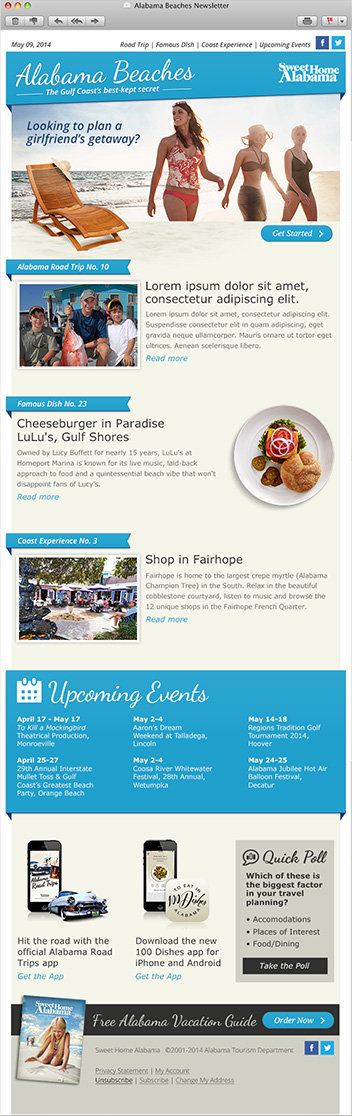 Alabama Beaches Newsletter
May 09, 2014
Road Trip | Famous Dish | Coast Experience | Upcoming Events
Alabama Beaches
The Gulf Coast's best-kept secret
Sweet Home
Alabama
Looking to plan a
girlfriend's getaway?
Get Started
Alabama Road Trip No. 10
Lorem ipsum dolor sit amet,
consectetur adipiscing elit.
Lorem ipsum dolor sit amet, consectetur adipiscing elit.
Suspendisse consectetur elit in quam adipiscing, eget
gravida neque ullamcorper. Mauris ornare ut tortor eget
ultrices. Aenean scelerisque libero.
Read more
Famous Dish No. 23
Cheeseburger in Paradise
LuLu's, Gulf Shores
Owned by Lucy Buffett for nearly 15 years, LuLu's at
Homeport Marina is known for its live music, laid-back
approach to food and a quintessential beach vibe that won't
disappoint fans of Lucy's.
Read more
Coast Experience No. 3
Shop in Fairhope
Fairhope is home to the largest crepe myrtle (Alabama
Champion Tree) in the South. Relax in the beautiful
cobblestone courtyard, listen to music and browse the
12 unique shops in the Fairhope French Quarter.
Read more
Upcoming Events
April 17 - May 17
To Kill a Mockingbird
Theatrical Production,
Monroeville
May 2-4
Aaron's Dream
Weekend at Talladega,
Lincoln
May 14-18
Regions Tradition Golf
Tournament 2014,
Hoover
April 25-27
29th Annual Interstate
Mullet Toss & Gulf
Coast's Greatest Beach
Party, Orange Beach
May 2-4
Coosa River Whitewater
Festival, 28th Annual,
Wetumpka
May 24-25
Alabama Jubilee Hot Air
Balloon Festival,
Decatur
Alabama
Road Trips
TO EAT IN
100 Dishes
ALABAMA
Hit the road with the
official Alabama Road
Trips app
Get the App
Download the new
100 Dishes app for
iPhone and Android
Get the App
Quick Poll
Which of these is
the biggest factor
in your travel
planning?
• Accomodations
• Places of Interest
• Food/Dining
Take the Poll
Sweet Home
Alabama
Free Alabama Vacation Guide
Order Now
Sweet Home Alabama ©2001-2014 Alabama Tourism Department
Privacy Statement | My Account
Unsubscribe | Subscribe | Change My Address